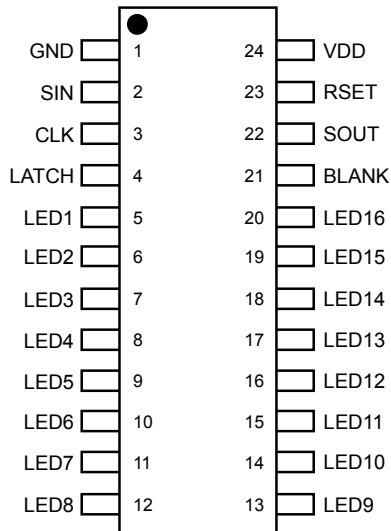 GND 1 24 VDD
SIN 2 23 RSET
CLK 3 22 SOUT
LATCH 4 21 BLANK
LED1 5 20 LED16
LED2 6 19 LED15
LED3 7 18 LED14
LED4 8 17 LED13
LED5 9 16 LED12
LED6 10 15 LED11
LED7 11 14 LED10
LED8 12 13 LED9